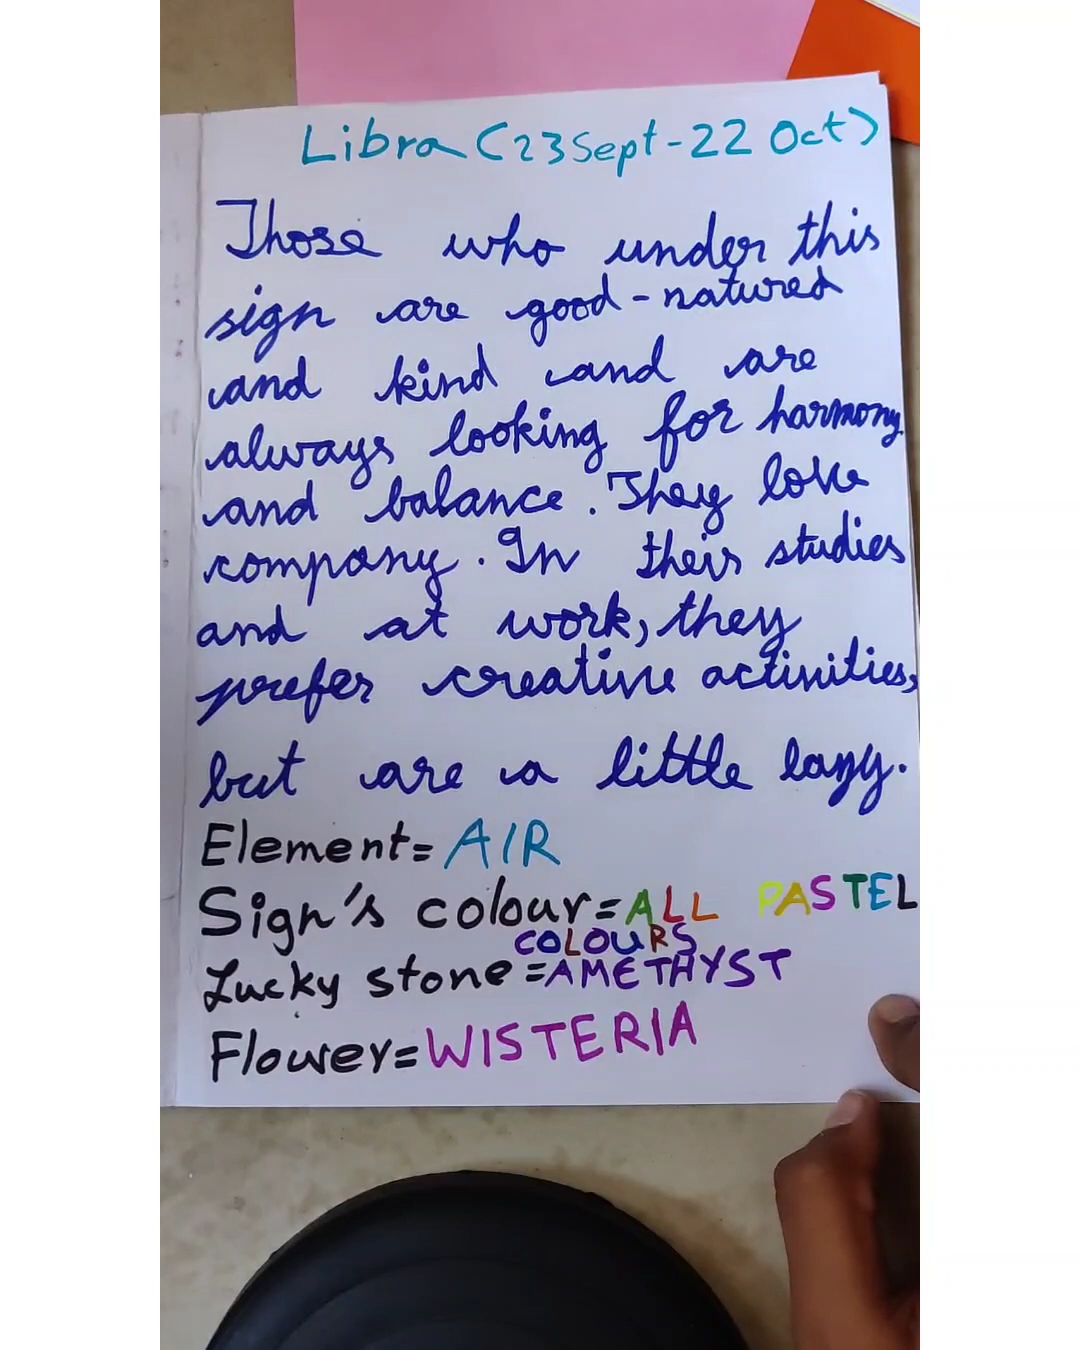 Libra (23 Sept - 22 Oct)
Those who under this
sign are good-natured
and kind and are
always looking for harmony
and balance. They love
company. In their studies
and at work, they
prefer creative activities,
but are a little lazy.
Element= AIR
Sign's colour= ALL PASTEL
COLOURS
Lucky stone = AMETHYST
Flower= WISTERIA